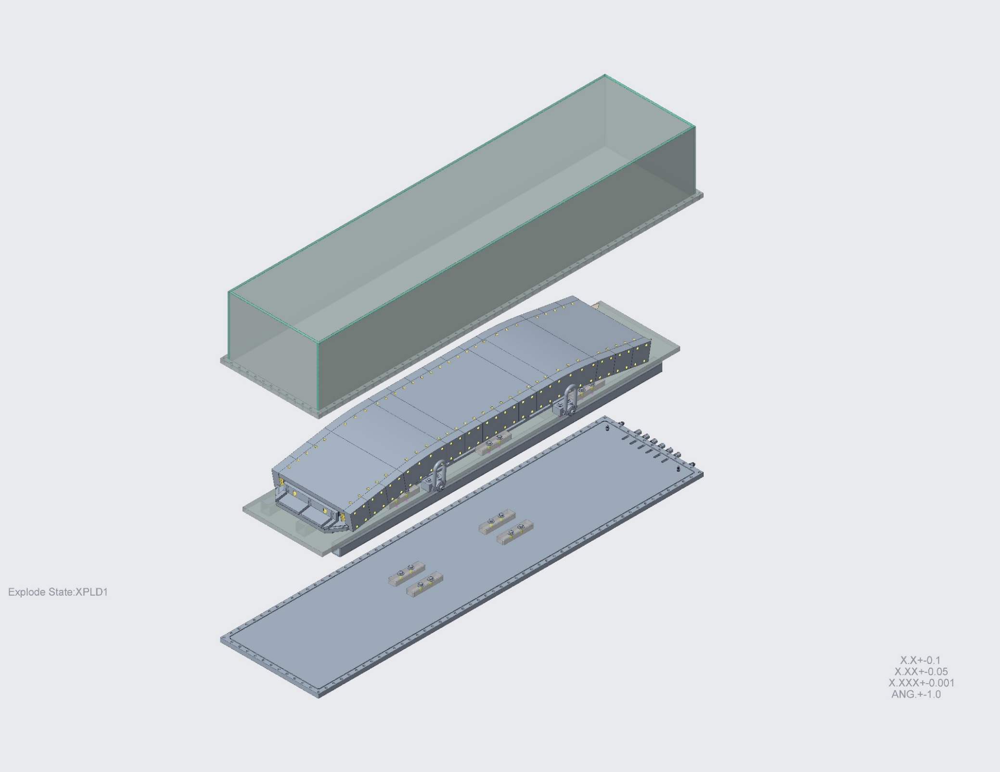 Explode State:XPLD1
X.X+-0.1
X.XX+-0.05
X.XXX+-0.001
ANG.+-1.0